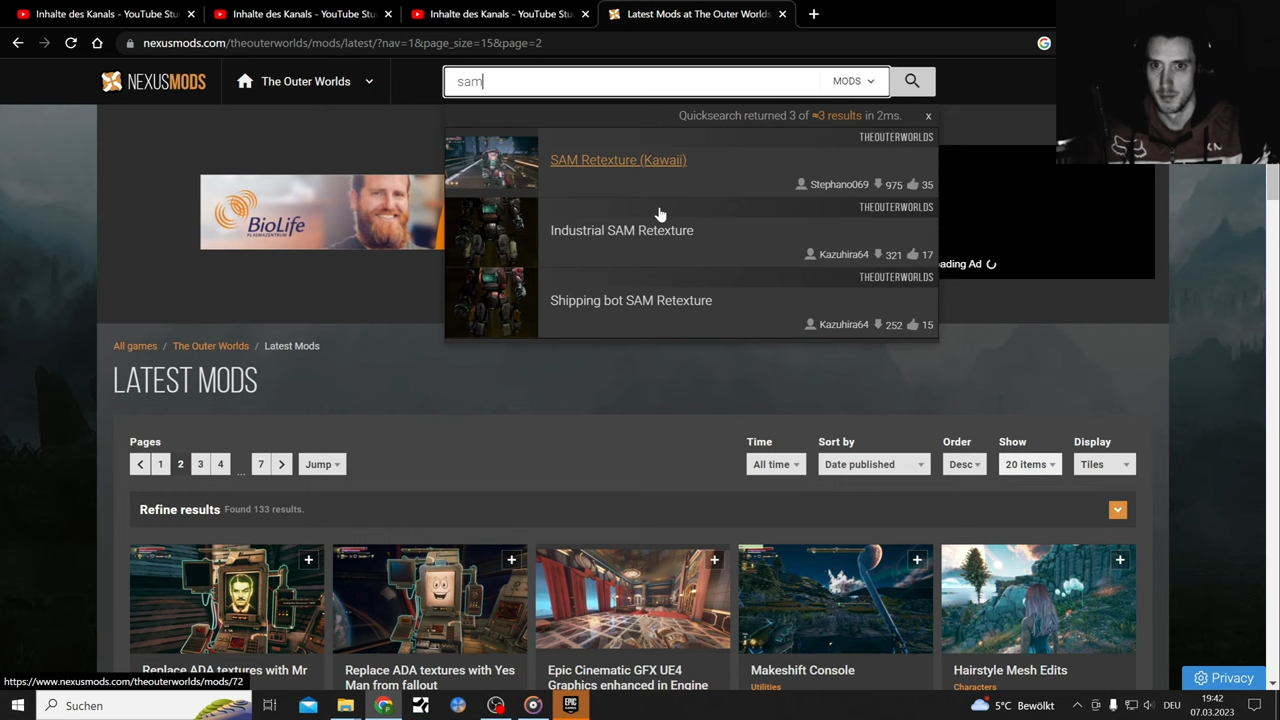 Inhalte des Kanals - YouTube Stu
Inhalte des Kanals - YouTube Stu
Inhalte des Kanals - YouTube Stu
Latest Mods at The Outer Worlds
nexusmods.com/theouterworlds/mods/latest/?nav=1&page_size=15&page=2
NEXUSMODS
The Outer Worlds
sam
MODS
Quicksearch returned 3 of ≈3 results in 2ms.
x
THEOUTERWORLDS
SAM Retexture (Kawaii)
Stephano069 975 35
THEOUTERWORLDS
Industrial SAM Retexture
Kazuhira64 321 17
THEOUTERWORLDS
Shipping bot SAM Retexture
Kazuhira64 252 15
BioLife
PLASMAZENTRUM
ading Ad
All games / The Outer Worlds / Latest Mods
LATEST MODS
Pages
1 2 3 4 ... 7 Jump
Time Sort by Order Show Display
All time Date published Desc 20 items Tiles
Refine results Found 133 results.
Replace ADA textures with Mr
Replace ADA textures with Yes
Man from fallout
Epic Cinematic GFX UE4
Graphics enhanced in Engine
Makeshift Console
Utilities
Hairstyle Mesh Edits
Characters
Privacy
https://www.nexusmods.com/theouterworlds/mods/72
Suchen
EPIC
GAMES
5°C Bewölkt
DEU
19:42
07.03.2023